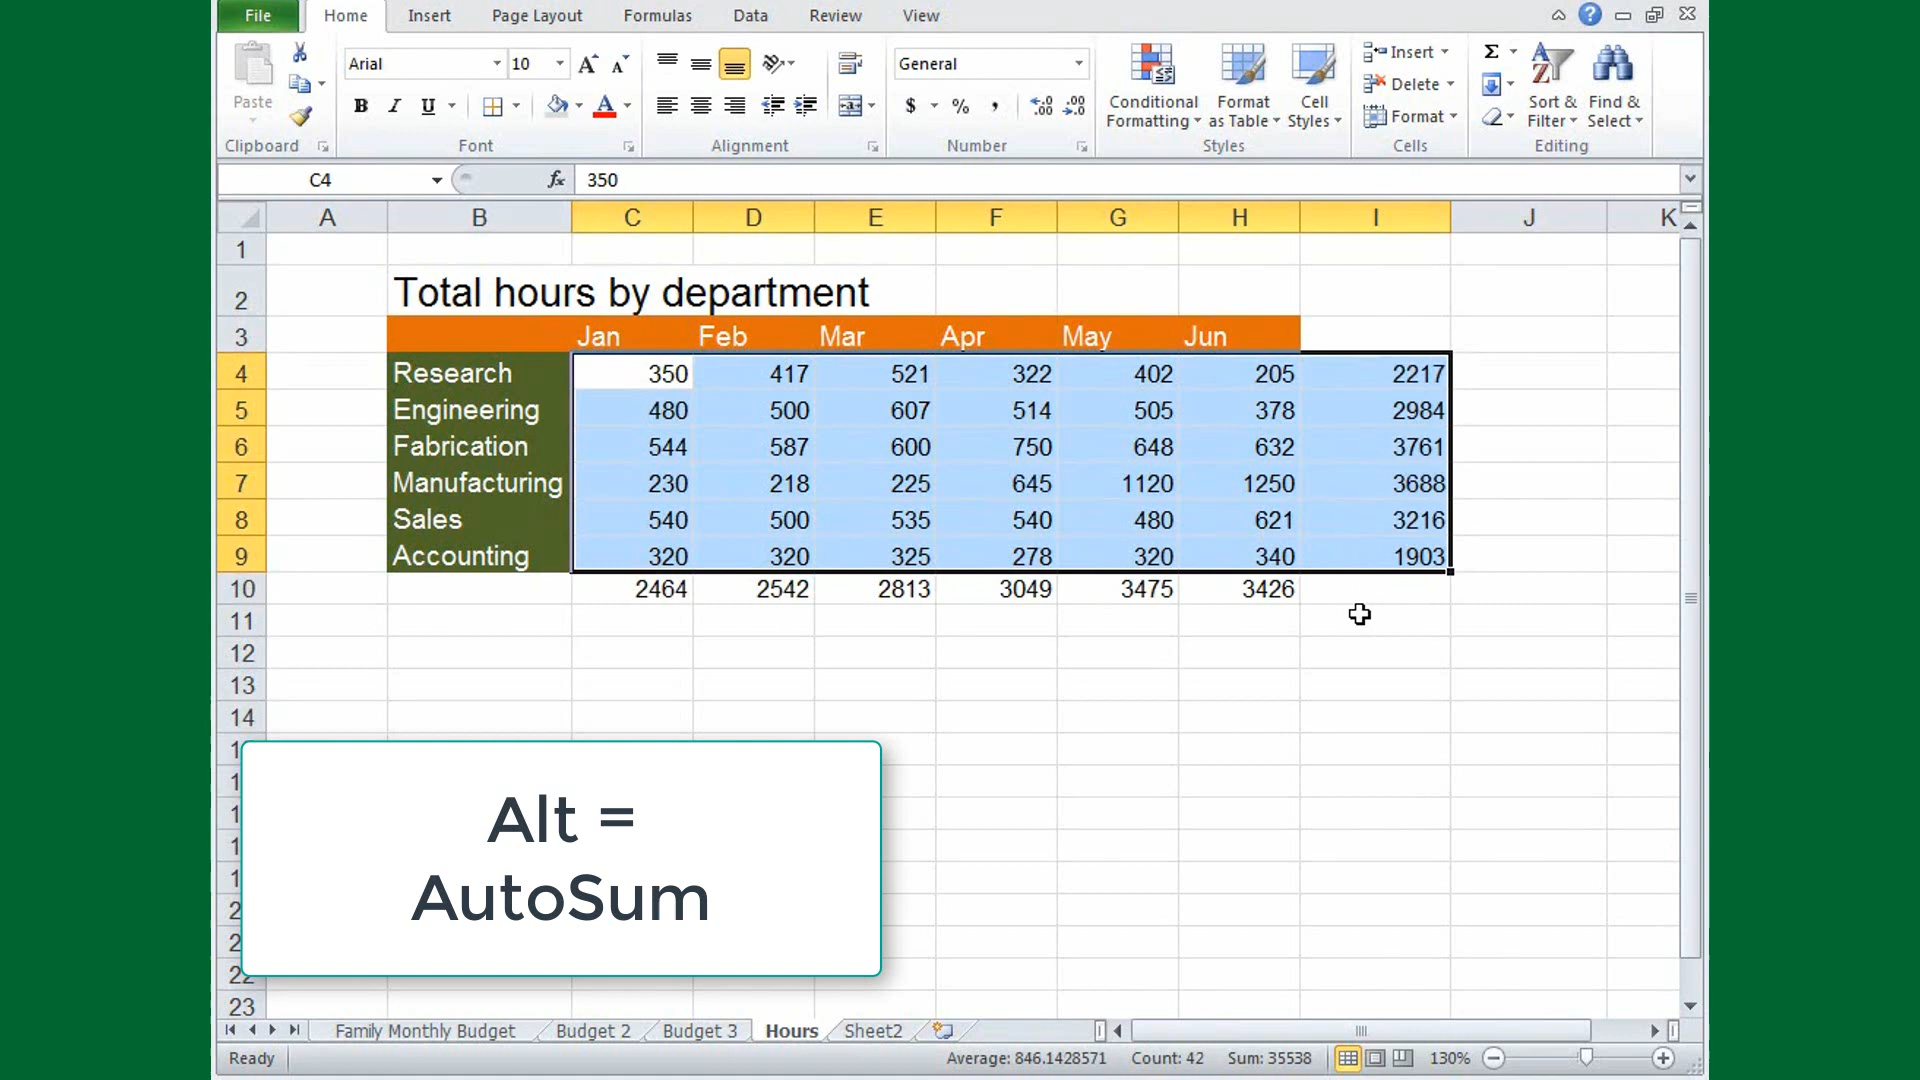 File Home Insert Page Layout Formulas Data Review View
Paste
Arial 10
B I U A
General
$ % ,
Conditional Formatting
Format as Table
Cell Styles
Insert
Delete
Format
Σ
Sort & Filter
Find & Select
Clipboard Font Alignment Number Styles Cells Editing
C4 fx 350
A B C D E F G H I J K
1
2 Total hours by department
3 Jan Feb Mar Apr May Jun
4 Research 350 417 521 322 402 205 2217
5 Engineering 480 500 607 514 505 378 2984
6 Fabrication 544 587 600 750 648 632 3761
7 Manufacturing 230 218 225 645 1120 1250 3688
8 Sales 540 500 535 540 480 621 3216
9 Accounting 320 320 325 278 320 340 1903
10 2464 2542 2813 3049 3475 3426
11
12
13
14
Alt =
AutoSum
22
23
Family Monthly Budget Budget 2 Budget 3 Hours Sheet2
Ready Average: 846.1428571 Count: 42 Sum: 35538 130%